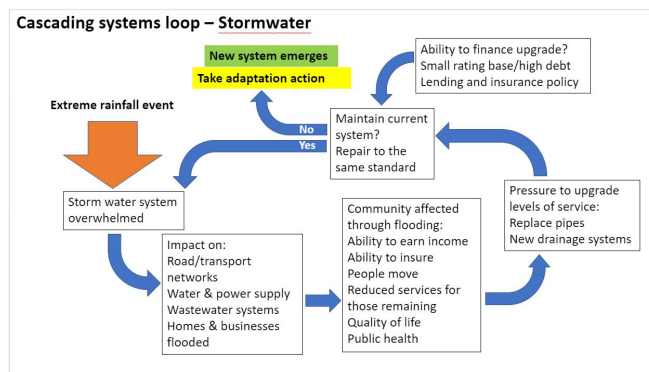 Cascading systems loop – Stormwater
New system emerges
Take adaptation action
Ability to finance upgrade?
Small rating base/high debt
Lending and insurance policy
Extreme rainfall event
No
Yes
Maintain current
system?
Repair to the
same standard
Storm water system
overwhelmed
Impact on:
Road/transport
networks
Water & power supply
Wastewater systems
Homes & businesses
flooded
Community affected
through flooding:
Ability to earn income
Ability to insure
People move
Reduced services for
those remaining
Quality of life
Public health
Pressure to upgrade
levels of service:
Replace pipes
New drainage systems